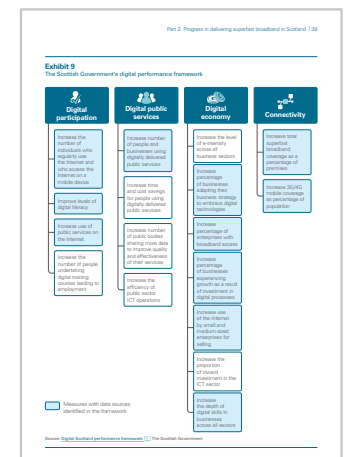 Part 2. Progress in delivering superfast broadband in Scotland | 39
Exhibit 9
The Scottish Government's digital performance framework
Digital
participation
Increase the
number of
individuals who
regularly use
the Internet and
who access the
Internet on a
mobile device
Improve levels of
digital literacy
Increase use of
public services on
the Internet
Increase the
number of people
undertaking
digital training
courses leading to
employment
Digital public
services
Increase number
of people and
businesses using
digitally delivered
public services
Increase time
and cost savings
for people using
digitally delivered
public services
Increase number
of public bodies
sharing more data
to improve quality
and effectiveness
of their services
Increase the
efficiency of
public sector
ICT operations
Digital
economy
Increase the level
of e-intensity
across all
business sectors
Increase
percentage
of businesses
adapting their
business strategy
to embrace digital
technologies
Increase
percentage of
enterprises with
broadband access
Increase
percentage
of businesses
experiencing
growth as a result
of investment in
digital processes
Increase use
of the Internet
by small and
medium-sized
enterprises for
selling
Increase the
proportion
of inward
investment in the
ICT sector
Increase
the depth of
digital skills in
businesses
across all sectors
Connectivity
Increase total
superfast
broadband
coverage as a
percentage of
premises
Increase 3G/4G
mobile coverage
as percentage of
population
Measures with data sources
identified in the framework
Source: Digital Scotland performance framework, The Scottish Government